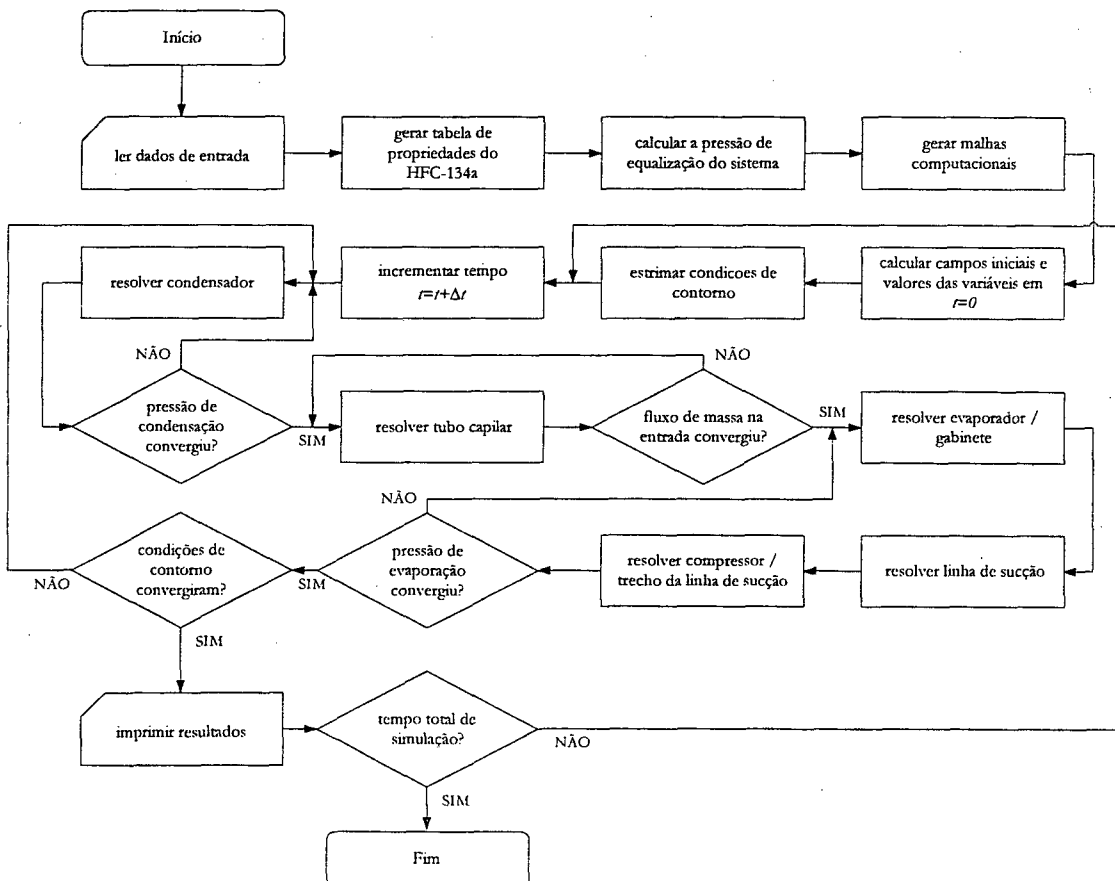 Início
ler dados de entrada
gerar tabela de
propriedades do
HFC-134a
calcular a pressão de
equalização do sistema
gerar malhas
computacionais
resolver condensador
incrementar tempo
t=t+Δt
estrimar condicoes de
contorno
calcular campos iniciais e
valores das variáveis em
t=0
NÃO
pressão de
condensação
convergiu?
SIM
resolver tubo capilar
NÃO
fluxo de massa na
entrada convergiu?
SIM
resolver evaporador /
gabinete
NÃO
condições de
contorno
convergiram?
NÃO
SIM
pressão de
evaporação
convergiu?
resolver compressor /
trecho da linha de sucção
resolver linha de sucção
SIM
imprimir resultados
tempo total de
simulação?
NÃO
SIM
Fim